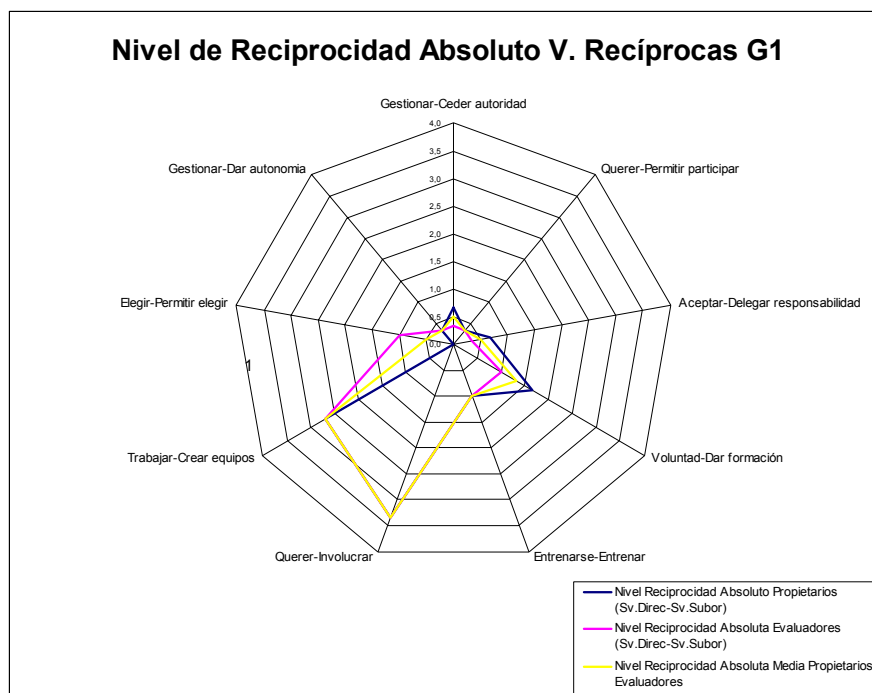 Nivel de Reciprocidad Absoluto V. Recíprocas G1
Gestionar-Ceder autoridad
4,0
3,5
3,0
2,5
2,0
1,5
1,0
0,5
0,0
Querer-Permitir participar
Aceptar-Delegar responsabilidad
Voluntad-Dar formación
Entrenarse-Entrenar
Querer-Involucrar
Trabajar-Crear equipos
Elegir-Permitir elegir
Gestionar-Dar autonomia
1
Nivel Reciprocidad Absoluto Propietarios
(Sv.Direc-Sv.Subor)
Nivel Reciprocidad Absoluta Evaluadores
(Sv.Direc-Sv.Subor)
Nivel Reciprocidad Absoluta Media Propietarios
Evaluadores